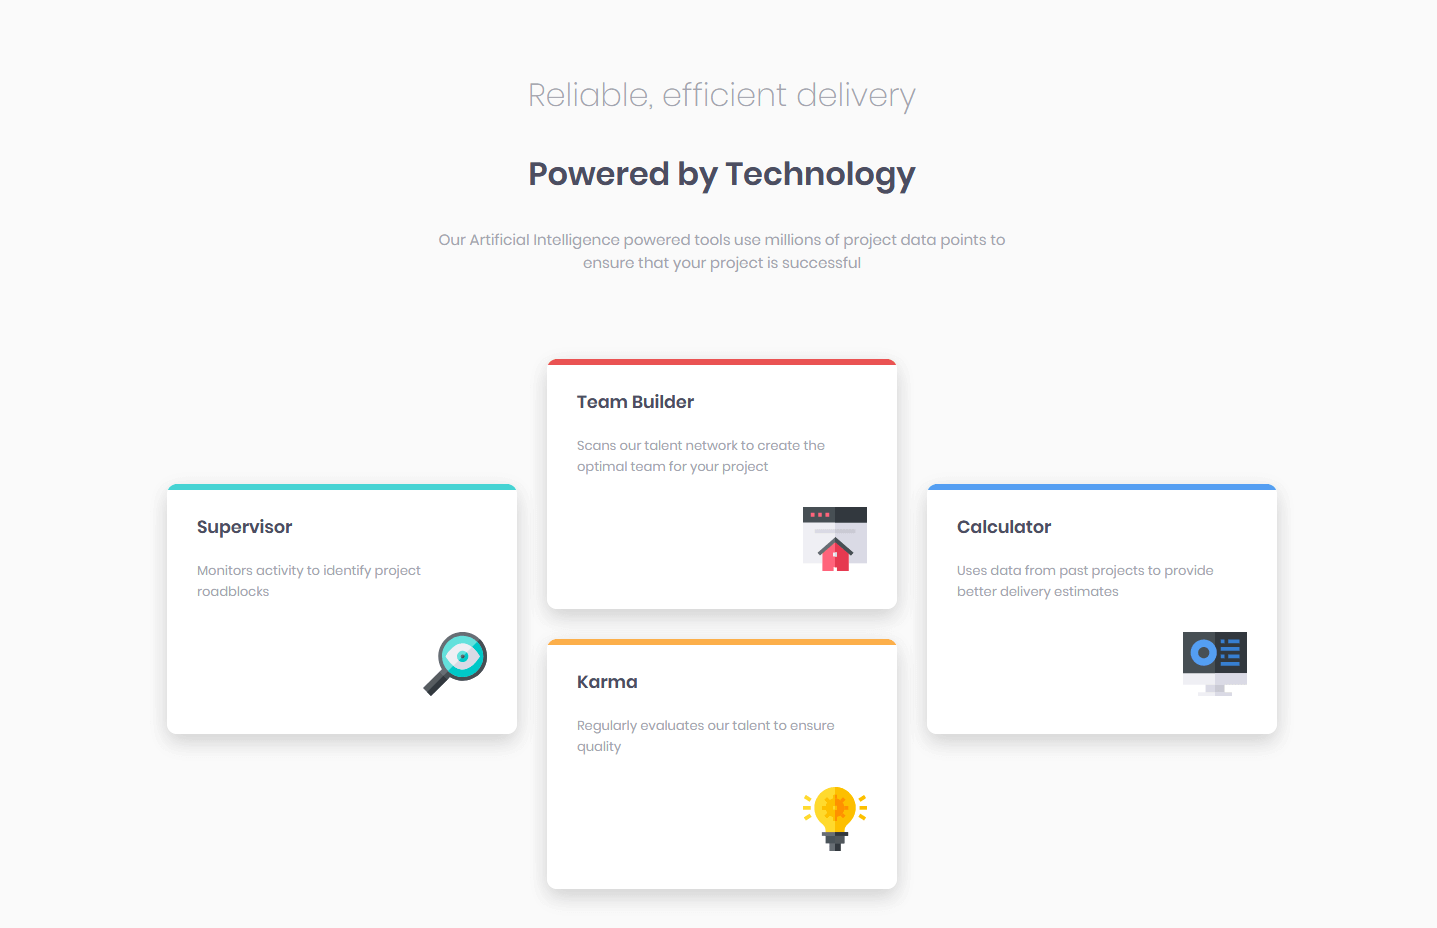 Reliable, efficient delivery
Powered by Technology
Our Artificial Intelligence powered tools use millions of project data points to
ensure that your project is successful
Supervisor
Monitors activity to identify project
roadblocks
Team Builder
Scans our talent network to create the
optimal team for your project
Karma
Regularly evaluates our talent to ensure
quality
Calculator
Uses data from past projects to provide
better delivery estimates